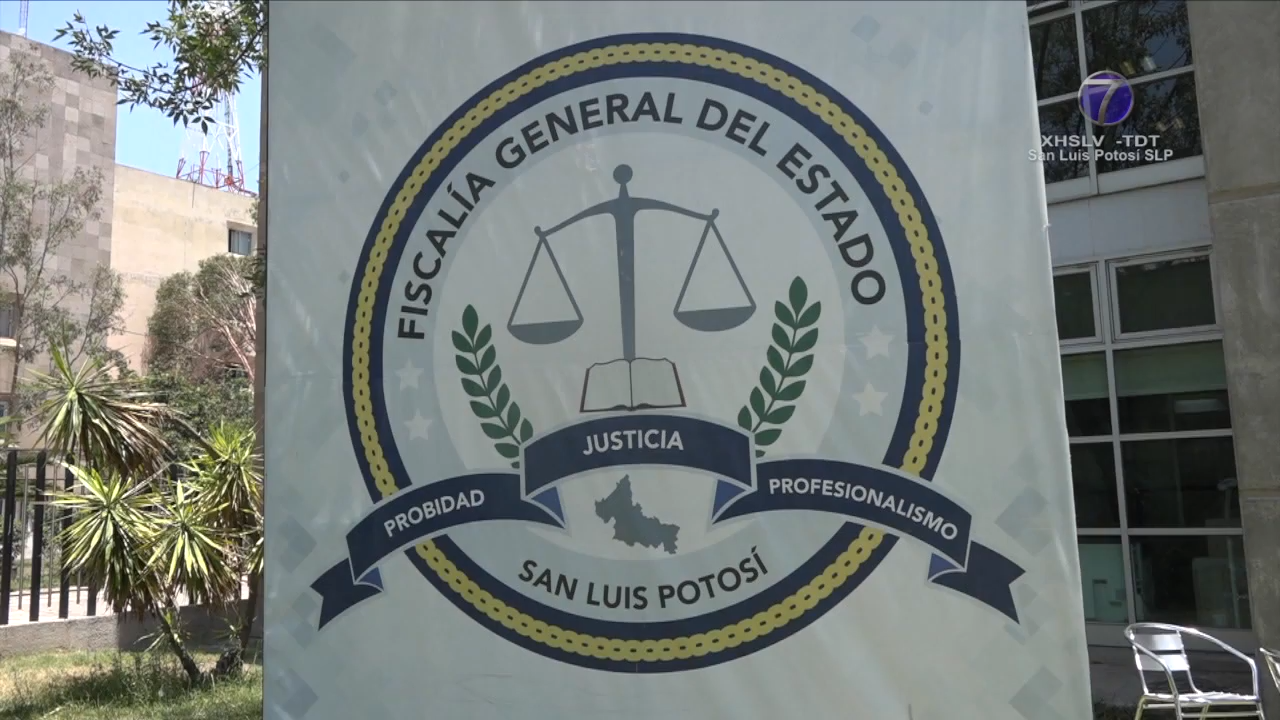 FISCALÍA GENERAL DEL ESTADO
JUSTICIA
PROBIDAD
PROFESIONALISMO
SAN LUIS POTOSÍ
7
XHSLV -TDT
San Luis Potosí SLP